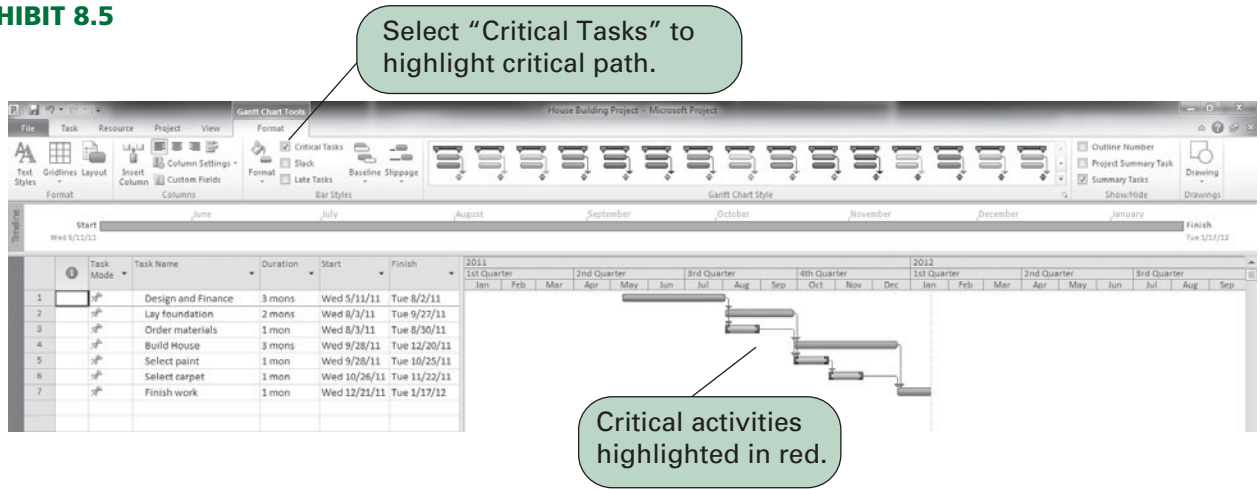 HIBIT 8.5
Select “Critical Tasks” to
highlight critical path.
Gantt Chart Tools
House Building Project - Microsoft Project
File Task Resource Project View Format
Text Styles
Gridlines
Layout
Format
Insert Column
Column Settings
Custom Fields
Columns
Format
Critical Tasks
Slack
Late Tasks
Baseline
Slippage
Bar Styles
Gantt Chart Style
Outline Number
Project Summary Task
Summary Tasks
Show/Hide
Drawing
Drawings
Timeline
June July August September October November December January
Start
Wed 5/11/11
Finish
Tue 1/17/12
Task Mode Task Name Duration Start Finish
2011 2012
1st Quarter 2nd Quarter 3rd Quarter 4th Quarter 1st Quarter 2nd Quarter 3rd Quarter
Jan Feb Mar Apr May Jun Jul Aug Sep Oct Nov Dec Jan Feb Mar Apr May Jun Jul Aug Sep
1 Design and Finance 3 mons Wed 5/11/11 Tue 8/2/11
2 Lay foundation 2 mons Wed 8/3/11 Tue 9/27/11
3 Order materials 1 mon Wed 8/3/11 Tue 8/30/11
4 Build House 3 mons Wed 9/28/11 Tue 12/20/11
5 Select paint 1 mon Wed 9/28/11 Tue 10/25/11
6 Select carpet 1 mon Wed 10/26/11 Tue 11/22/11
7 Finish work 1 mon Wed 12/21/11 Tue 1/17/12
Critical activities
highlighted in red.